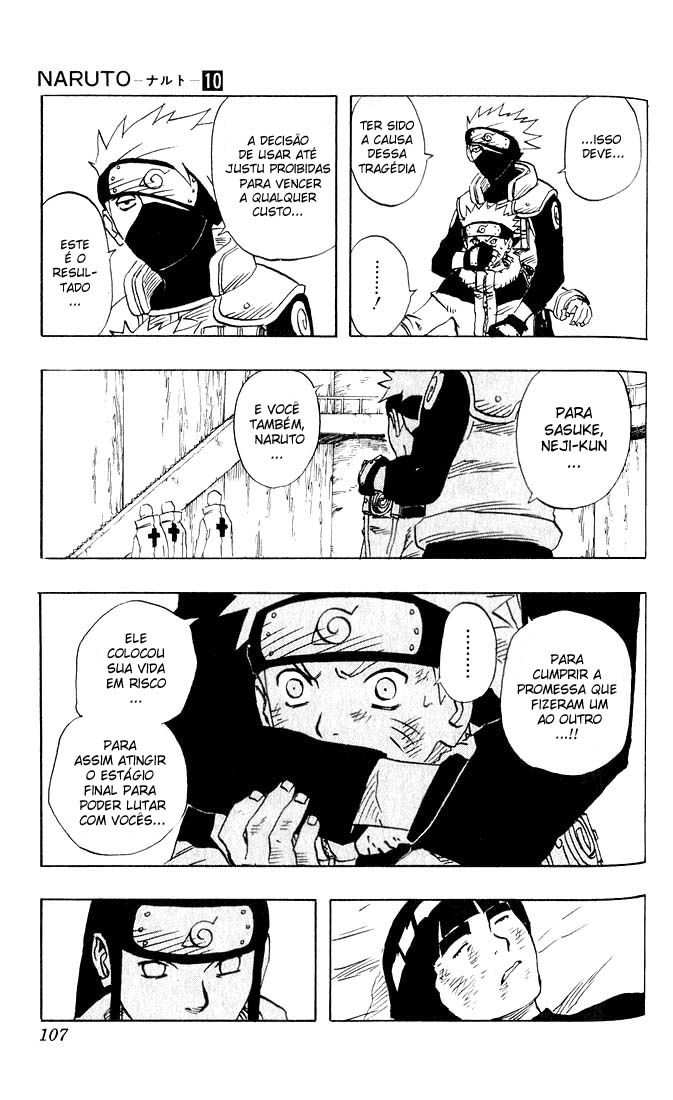 NARUTO—ナルト—10
...ISSO
DEVE...
TER SIDO
A CAUSA
DESSA
TRAGÉDIA
........!
A DECISÃO
DE USAR ATÉ
JUSTU PROIBIDAS
PARA VENCER
A QUALQUER
CUSTO...
ESTE
É O
RESUL-
TADO
...
PARA
SASUKE,
NEJI-KUN
...
E VOCÊ
TAMBÉM,
NARUTO
...
PARA
CUMPRIR A
PROMESSA QUE
FIZERAM UM
AO OUTRO
...!!
........
ELE
COLOCOU
SUA VIDA
EM RISCO
...
PARA
ASSIM ATINGIR
O ESTÁGIO
FINAL PARA
PODER LUTAR
COM VOCÊS...
107